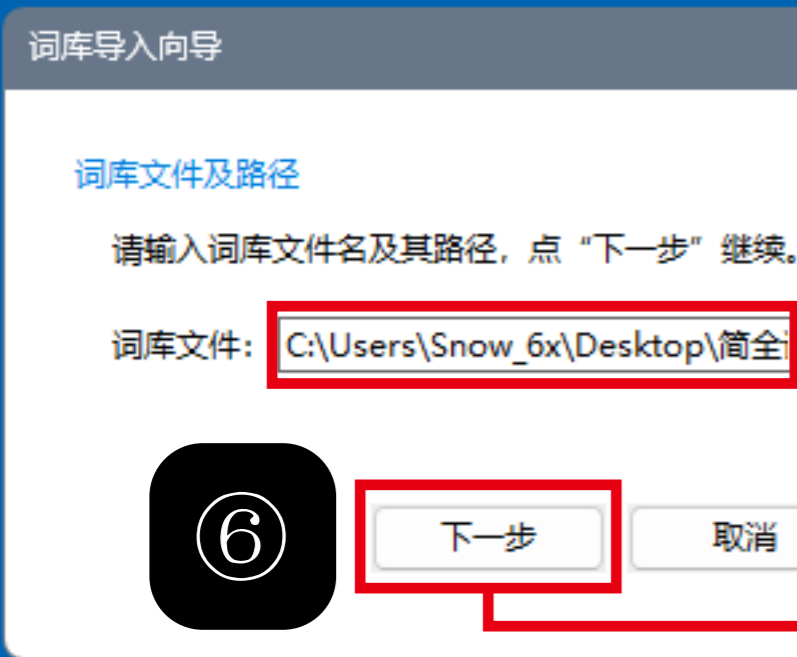 词库导入向导
词库文件及路径
请输入词库文件名及其路径，点“下一步”继续。
词库文件： C:\Users\Snow_6x\Desktop\简全
⑥ 下一步 取消